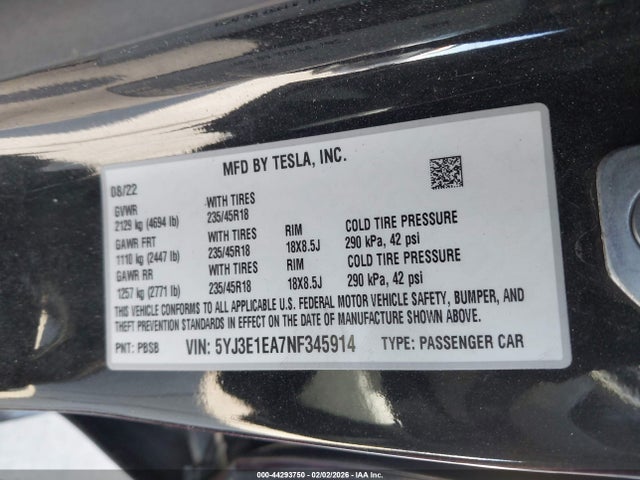 MFD BY TESLA, INC.
08/22
GVWR WITH TIRES
2129 kg (4694 lb) 235/45R18
GAWR FRT WITH TIRES RIM COLD TIRE PRESSURE
1110 kg (2447 lb) 235/45R18 18X8.5J 290 kPa, 42 psi
GAWR RR WITH TIRES RIM COLD TIRE PRESSURE
1257 kg (2771 lb) 235/45R18 18X8.5J 290 kPa, 42 psi
THIS VEHICLE CONFORMS TO ALL APPLICABLE U.S. FEDERAL MOTOR VEHICLE SAFETY, BUMPER, AND
THEFT PREVENTION STANDARDS IN EFFECT ON THE DATE OF MANUFACTURE SHOWN ABOVE.
PNT: PBSB VIN: 5YJ3E1EA7NF345914 TYPE: PASSENGER CAR
000-44293750 - 02/02/2026 - IAA Inc.